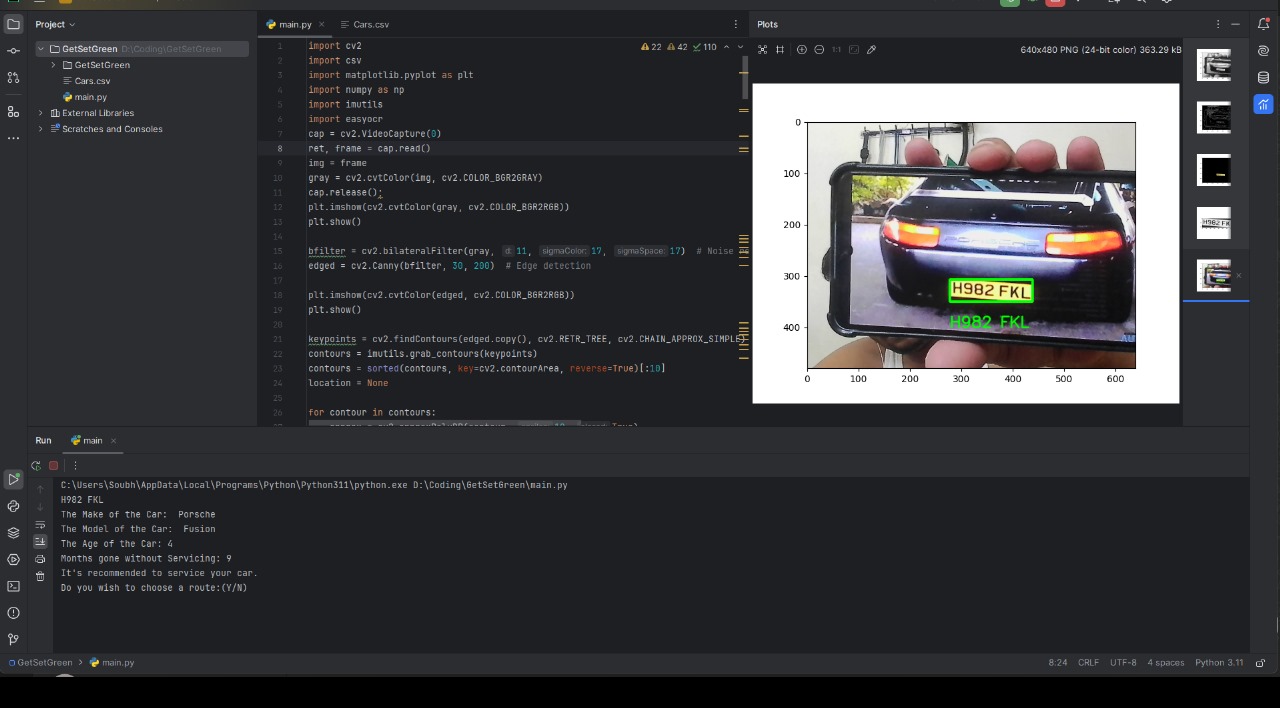 Project
main.py
Cars.csv
Plots
GetSetGreen D:\Coding\GetSetGreen
GetSetGreen
Cars.csv
main.py
External Libraries
Scratches and Consoles
22 42 110
1 import cv2
2 import csv
3 import matplotlib.pyplot as plt
4 import numpy as np
5 import imutils
6 import easyocr
7 cap = cv2.VideoCapture(0)
8 ret, frame = cap.read()
9 img = frame
10 gray = cv2.cvtColor(img, cv2.COLOR_BGR2GRAY)
11 cap.release();
12 plt.imshow(cv2.cvtColor(gray, cv2.COLOR_BGR2RGB))
13 plt.show()
14
15 bfilter = cv2.bilateralFilter(gray, d: 11, sigmaColor: 17, sigmaSpace: 17) # Noise
16 edged = cv2.Canny(bfilter, 30, 200) # Edge detection
17
18 plt.imshow(cv2.cvtColor(edged, cv2.COLOR_BGR2RGB))
19 plt.show()
20
21 keypoints = cv2.findContours(edged.copy(), cv2.RETR_TREE, cv2.CHAIN_APPROX_SIMPLE)
22 contours = imutils.grab_contours(keypoints)
23 contours = sorted(contours, key=cv2.contourArea, reverse=True)[:10]
24 location = None
25
26 for contour in contours:
1:1
640x480 PNG (24-bit color) 363.29 kB
0
100
200
300
400
0 100 200 300 400 500 600
PORSCHE
H982 FKL
H982 FKL
AU
H982 FK
Run
main
C:\Users\Soubh\AppData\Local\Programs\Python\Python311\python.exe D:\Coding\GetSetGreen\main.py
H982 FKL
The Make of the Car:  Porsche
The Model of the Car:  Fusion
The Age of the Car: 4
Months gone without Servicing: 9
It's recommended to service your car.
Do you wish to choose a route:(Y/N)
GetSetGreen > main.py
8:24 CRLF UTF-8 4 spaces Python 3.11